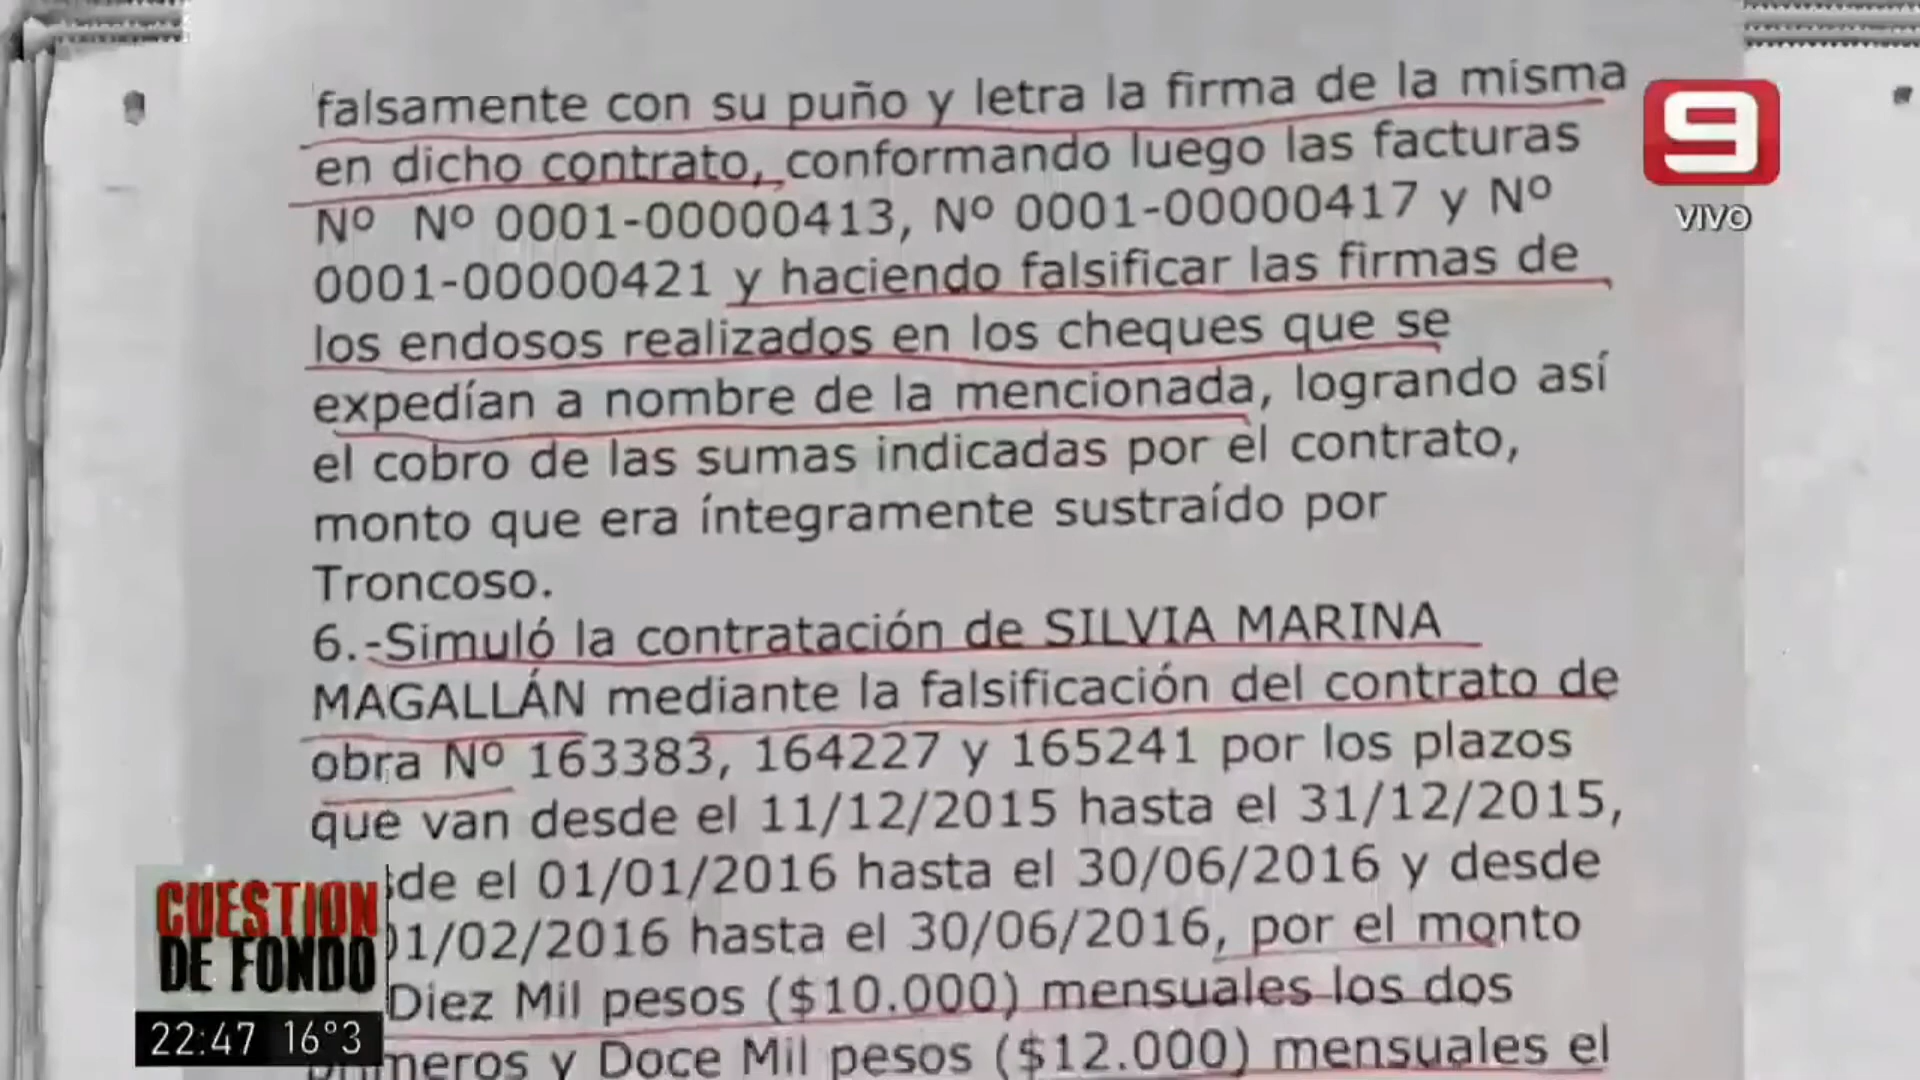 falsamente con su puño y letra la firma de la misma
en dicho contrato, conformando luego las facturas
Nº Nº 0001-00000413, Nº 0001-00000417 y Nº
0001-00000421 y haciendo falsificar las firmas de
los endosos realizados en los cheques que se
expedían a nombre de la mencionada, logrando así
el cobro de las sumas indicadas por el contrato,
monto que era íntegramente sustraído por
Troncoso.
6.-Simuló la contratación de SILVIA MARINA
MAGALLÁN mediante la falsificación del contrato de
obra Nº 163383, 164227 y 165241 por los plazos
que van desde el 11/12/2015 hasta el 31/12/2015,
de el 01/01/2016 hasta el 30/06/2016 y desde
1/02/2016 hasta el 30/06/2016, por el monto
Diez Mil pesos ($10.000) mensuales los dos
meros y Doce Mil pesos ($12.000) mensuales el
9
VIVO
CUESTION
DE FONDO
22:47 16°3